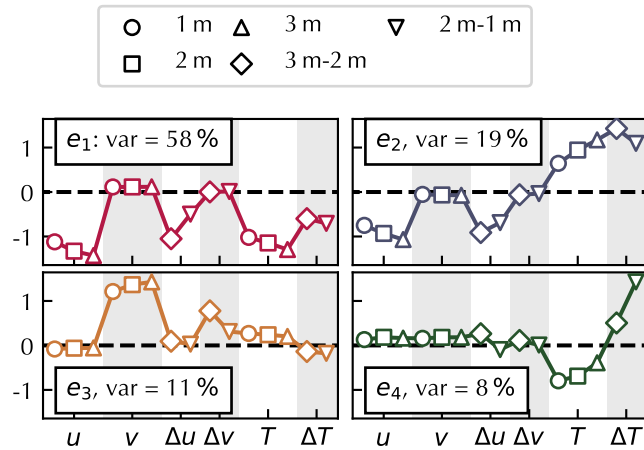 1 m 3 m 2 m-1 m
2 m 3 m-2 m
e₁: var = 58 % e₂, var = 19 %
1
0
-1
1
0
-1
e₃, var = 11 % e₄, var = 8 %
u v Δu Δv T ΔT u v Δu Δv T ΔT